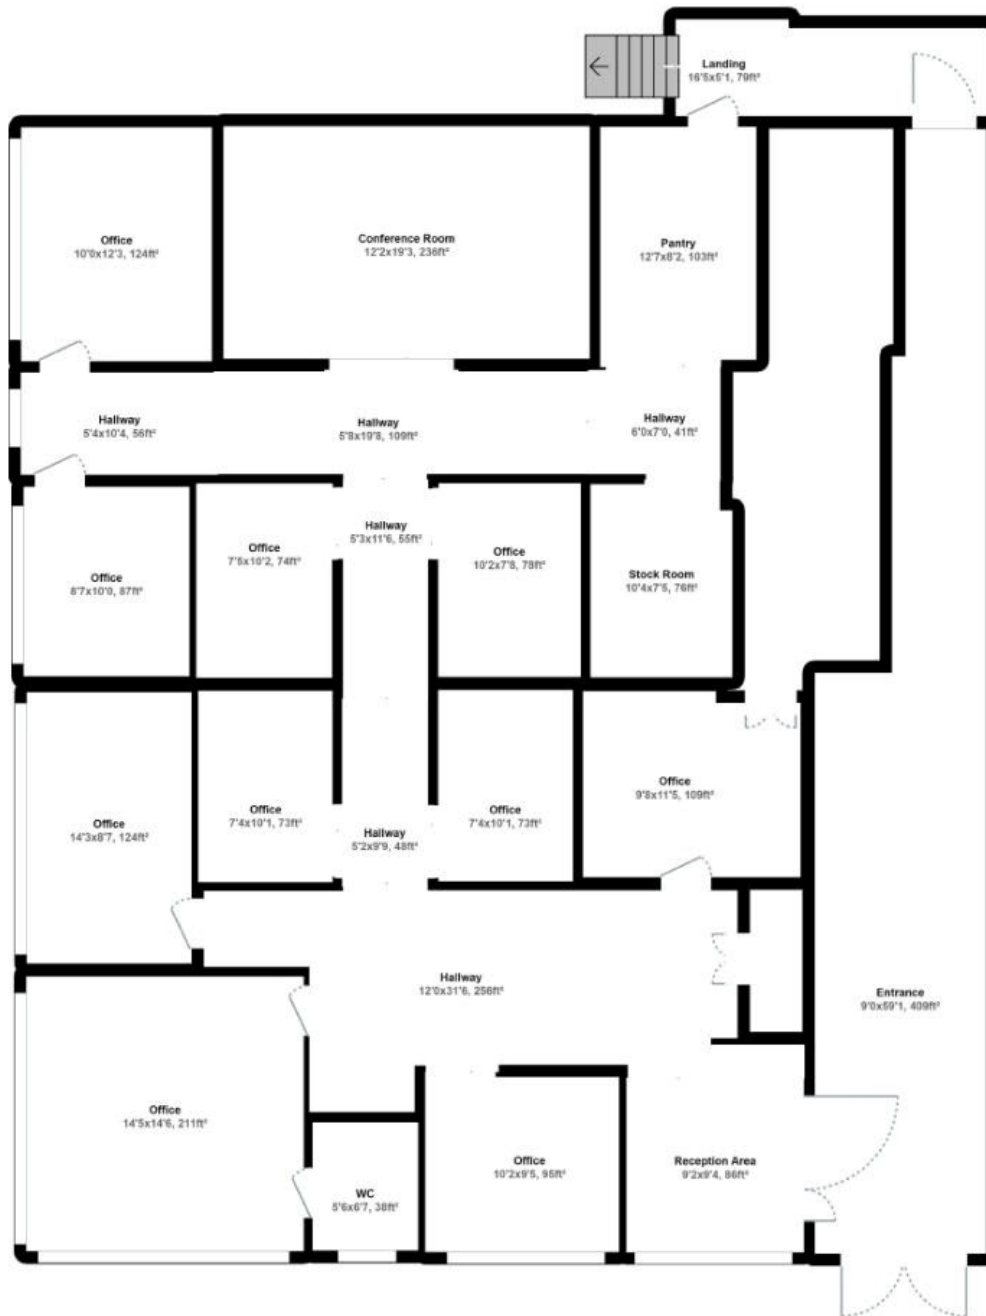 Landing
16'5x5'1, 79ft²
Office
10'0x12'3, 124ft²
Conference Room
12'2x19'3, 236ft²
Pantry
12'7x8'2, 103ft²
Hallway
5'4x10'4, 56ft²
Hallway
5'8x19'8, 109ft²
Hallway
6'0x7'0, 41ft²
Office
8'7x10'0, 87ft²
Office
7'5x10'2, 74ft²
Hallway
5'3x11'6, 55ft²
Office
10'2x7'8, 78ft²
Stock Room
10'4x7'5, 76ft²
Office
14'3x8'7, 124ft²
Office
7'4x10'1, 73ft²
Hallway
5'2x9'9, 48ft²
Office
7'4x10'1, 73ft²
Office
9'8x11'5, 109ft²
Hallway
12'0x31'6, 256ft²
Entrance
9'0x59'1, 409ft²
Office
14'5x14'6, 211ft²
WC
5'6x6'7, 38ft²
Office
10'2x9'5, 95ft²
Reception Area
9'2x9'4, 86ft²